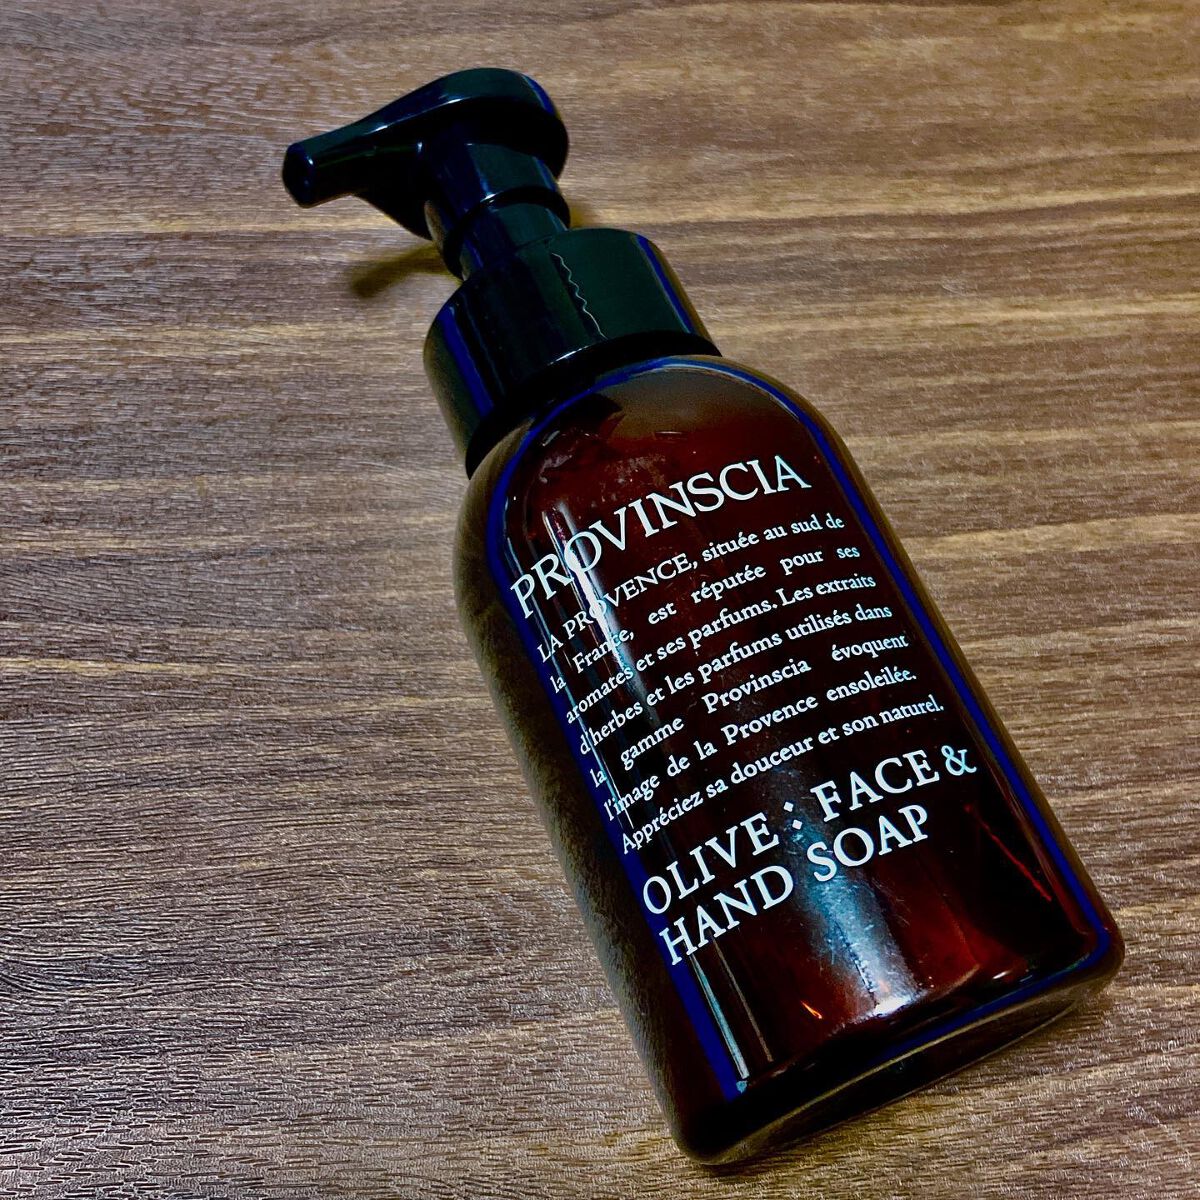 PROVINSCIA
LA PROVENCE, située au sud de
la France, est réputée pour ses
aromates et ses parfums. Les extraits
d'herbes et les parfums utilisés dans
la gamme Provinscia évoquent
l'image de la Provence ensoleilée.
Appréciez sa douceur et son naturel.
OLIVE : FACE &
HAND SOAP